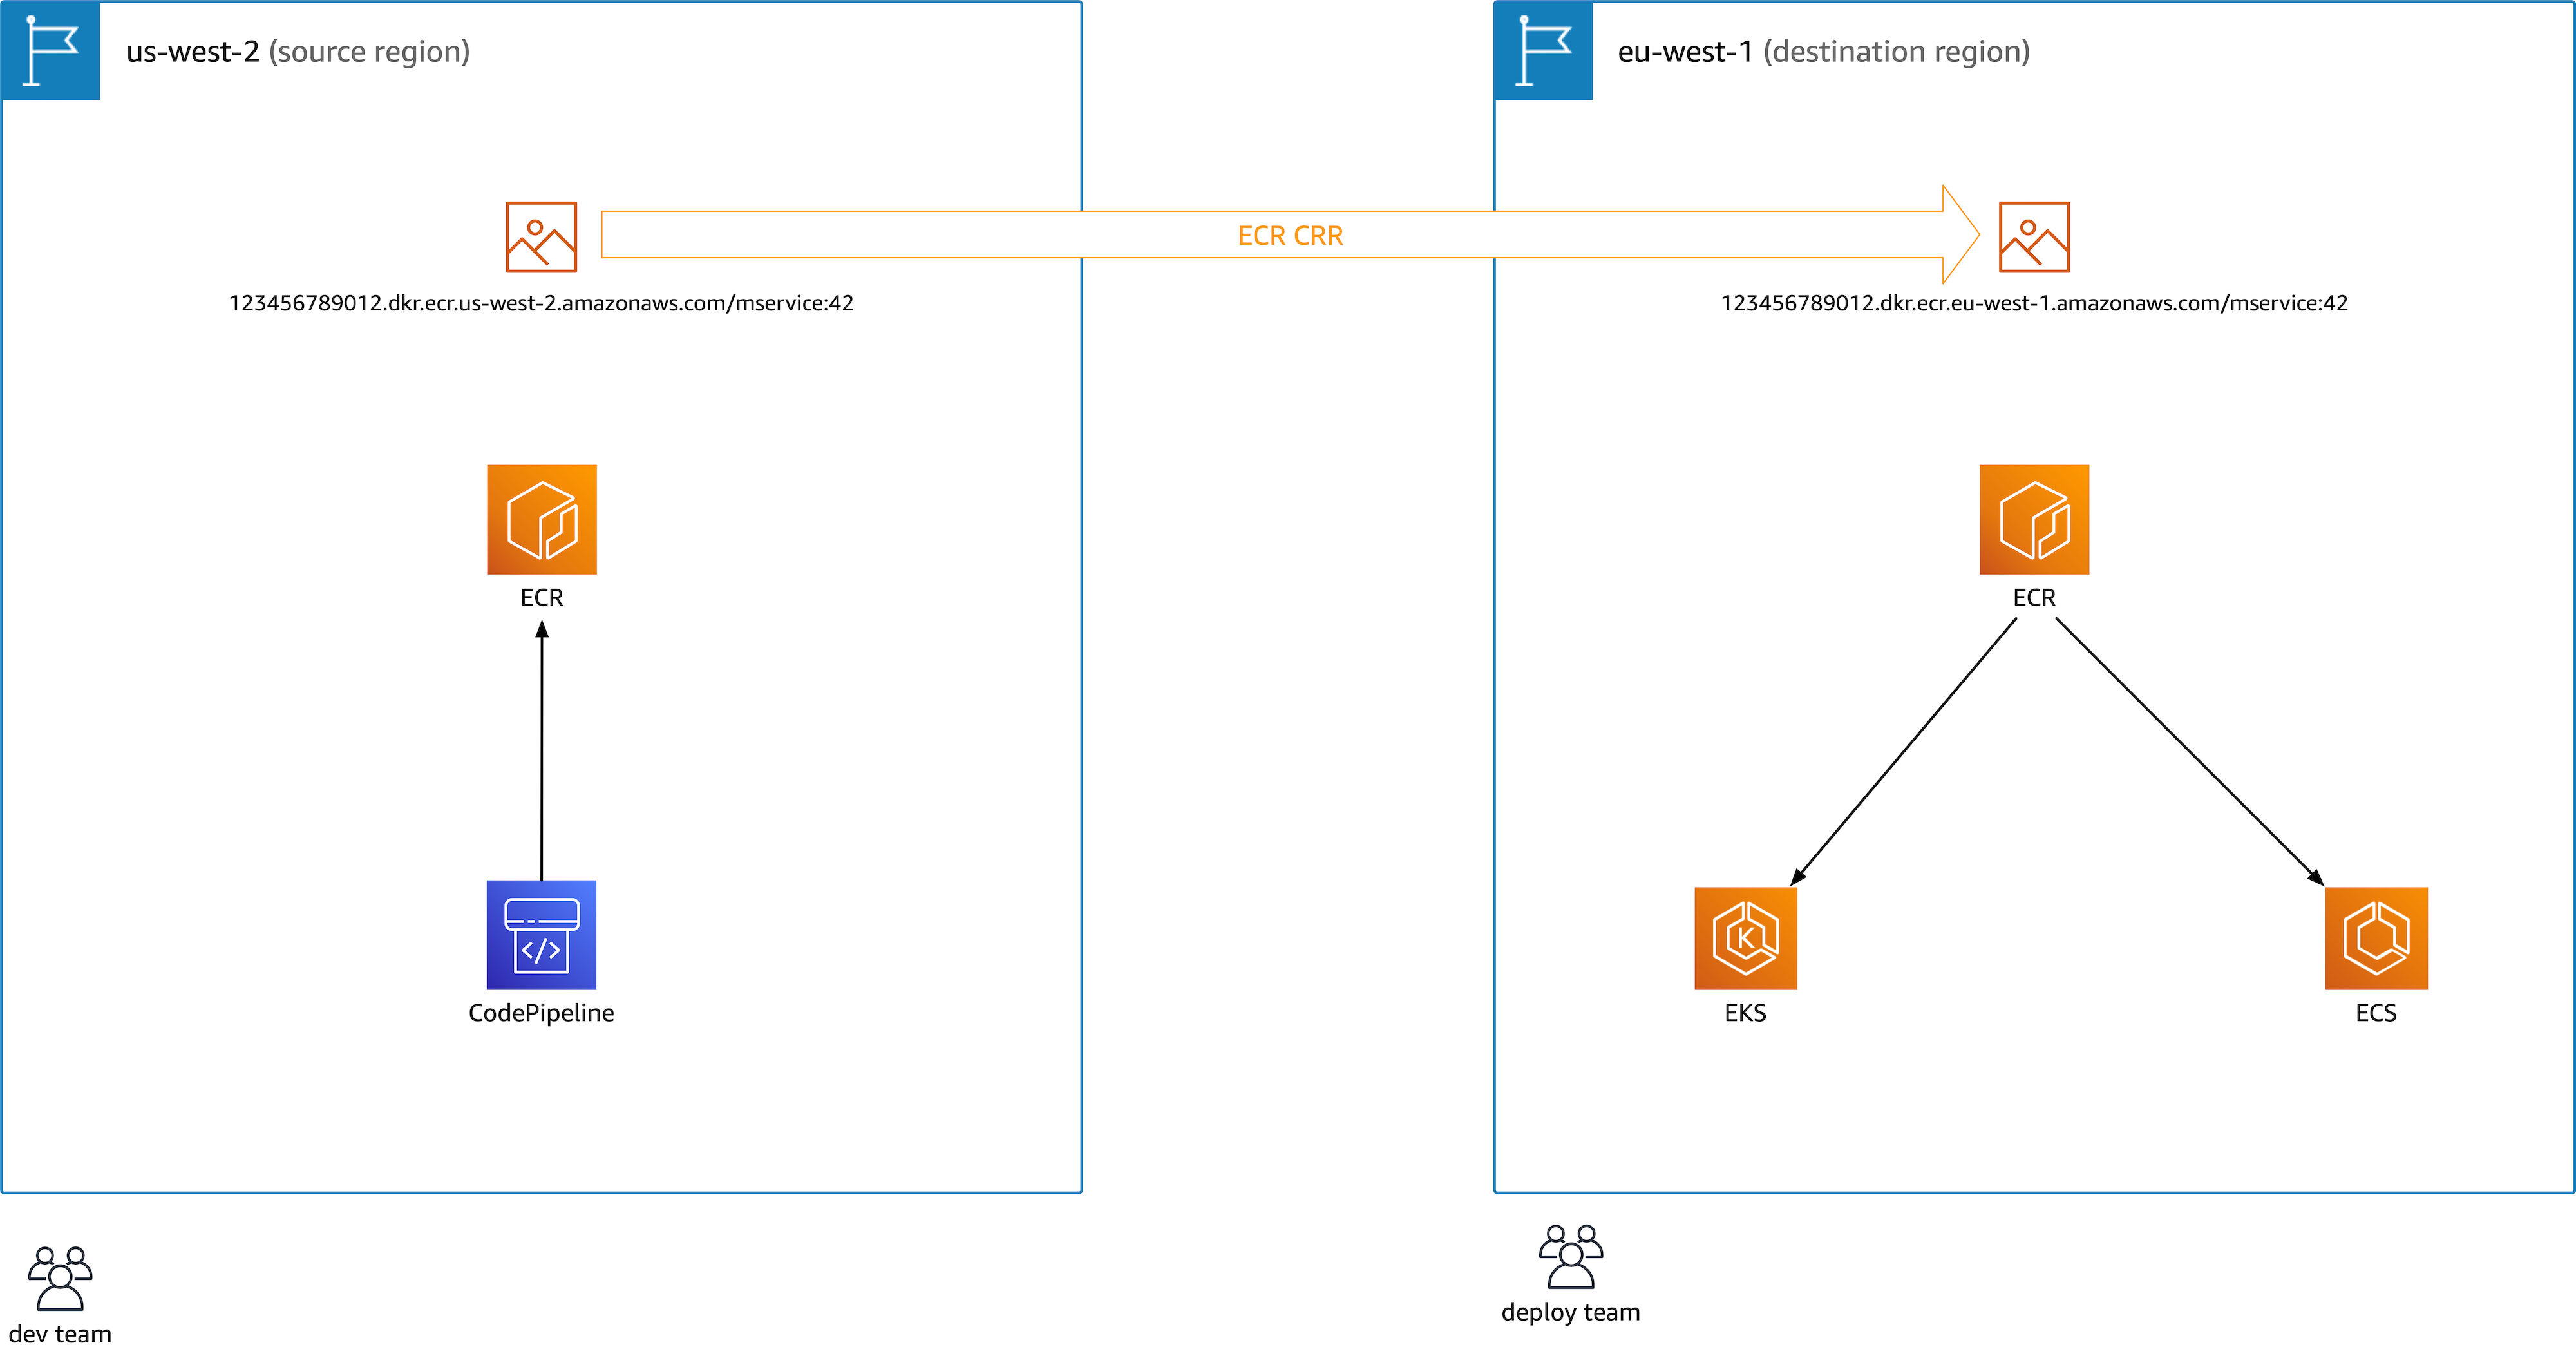 us-west-2 (source region)
eu-west-1 (destination region)
ECR CRR
123456789012.dkr.ecr.us-west-2.amazonaws.com/mservice:42
123456789012.dkr.ecr.eu-west-1.amazonaws.com/mservice:42
ECR
ECR
</>
K
CodePipeline
EKS
ECS
dev team
deploy team